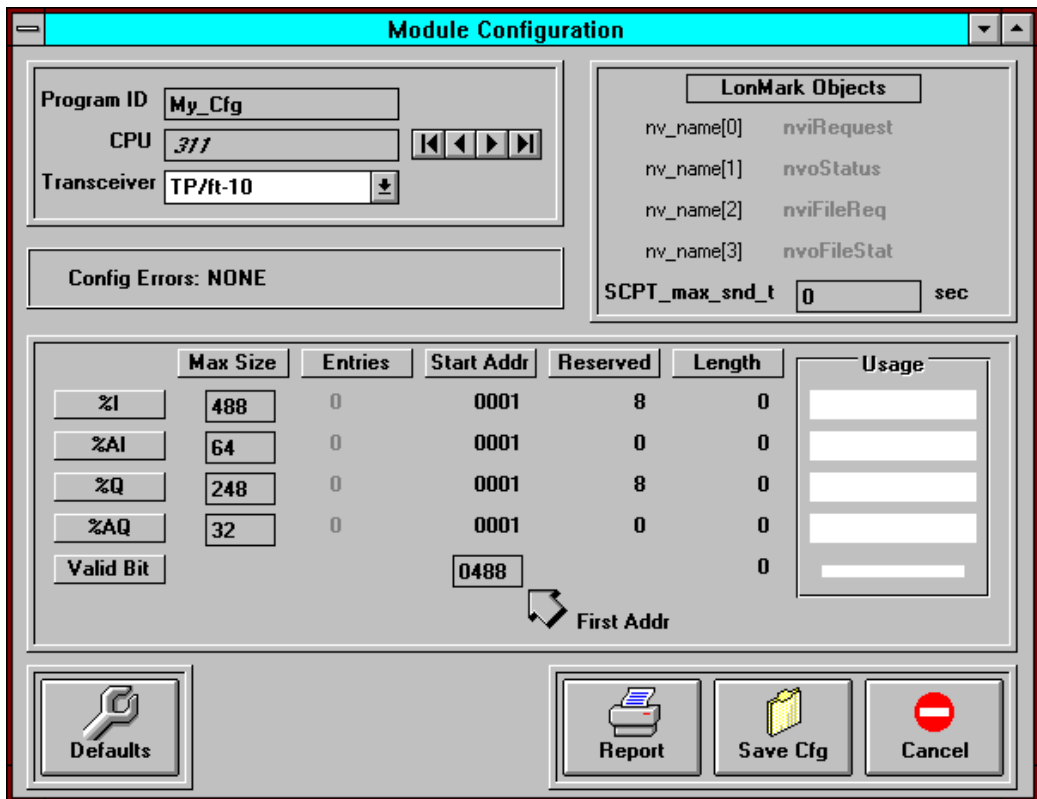 Module Configuration
Program ID My_Cfg
CPU 311
Transceiver TP/ft-10
Config Errors: NONE
LonMark Objects
nv_name[0] nviRequest
nv_name[1] nvoStatus
nv_name[2] nviFileReq
nv_name[3] nvoFileStat
SCPT_max_snd_t 0 sec
Max Size Entries Start Addr Reserved Length Usage
%I 488 0 0001 8 0
%AI 64 0 0001 0 0
%Q 248 0 0001 8 0
%AQ 32 0 0001 0 0
Valid Bit 0488 0
First Addr
Defaults Report Save Cfg Cancel